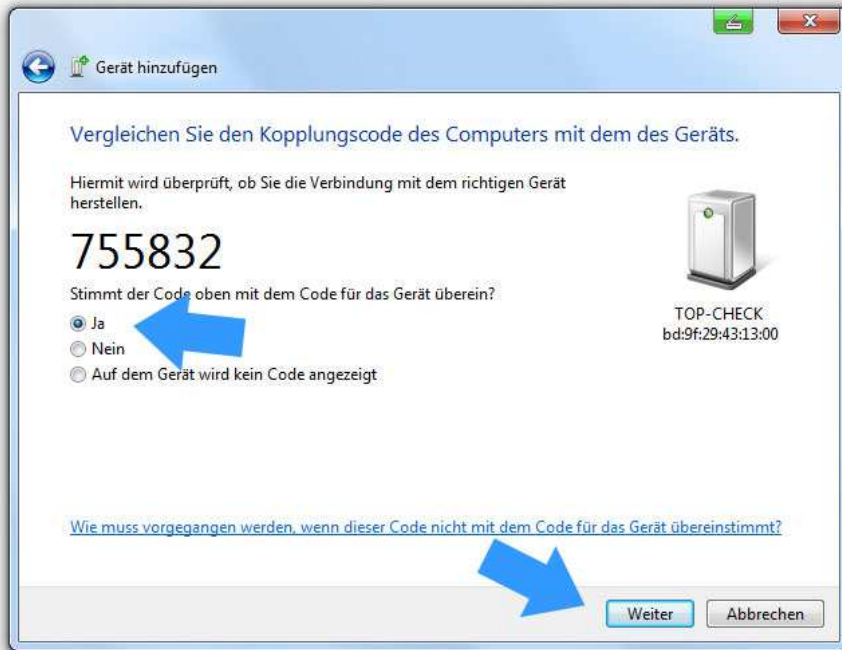 Gerät hinzufügen
Vergleichen Sie den Kopplungscode des Computers mit dem des Geräts.
Hiermit wird überprüft, ob Sie die Verbindung mit dem richtigen Gerät
herstellen.
755832
Stimmt der Code oben mit dem Code für das Gerät überein?
Ja
Nein
Auf dem Gerät wird kein Code angezeigt
TOP-CHECK
bd:9f:29:43:13:00
Wie muss vorgegangen werden, wenn dieser Code nicht mit dem Code für das Gerät übereinstimmt?
Weiter
Abbrechen